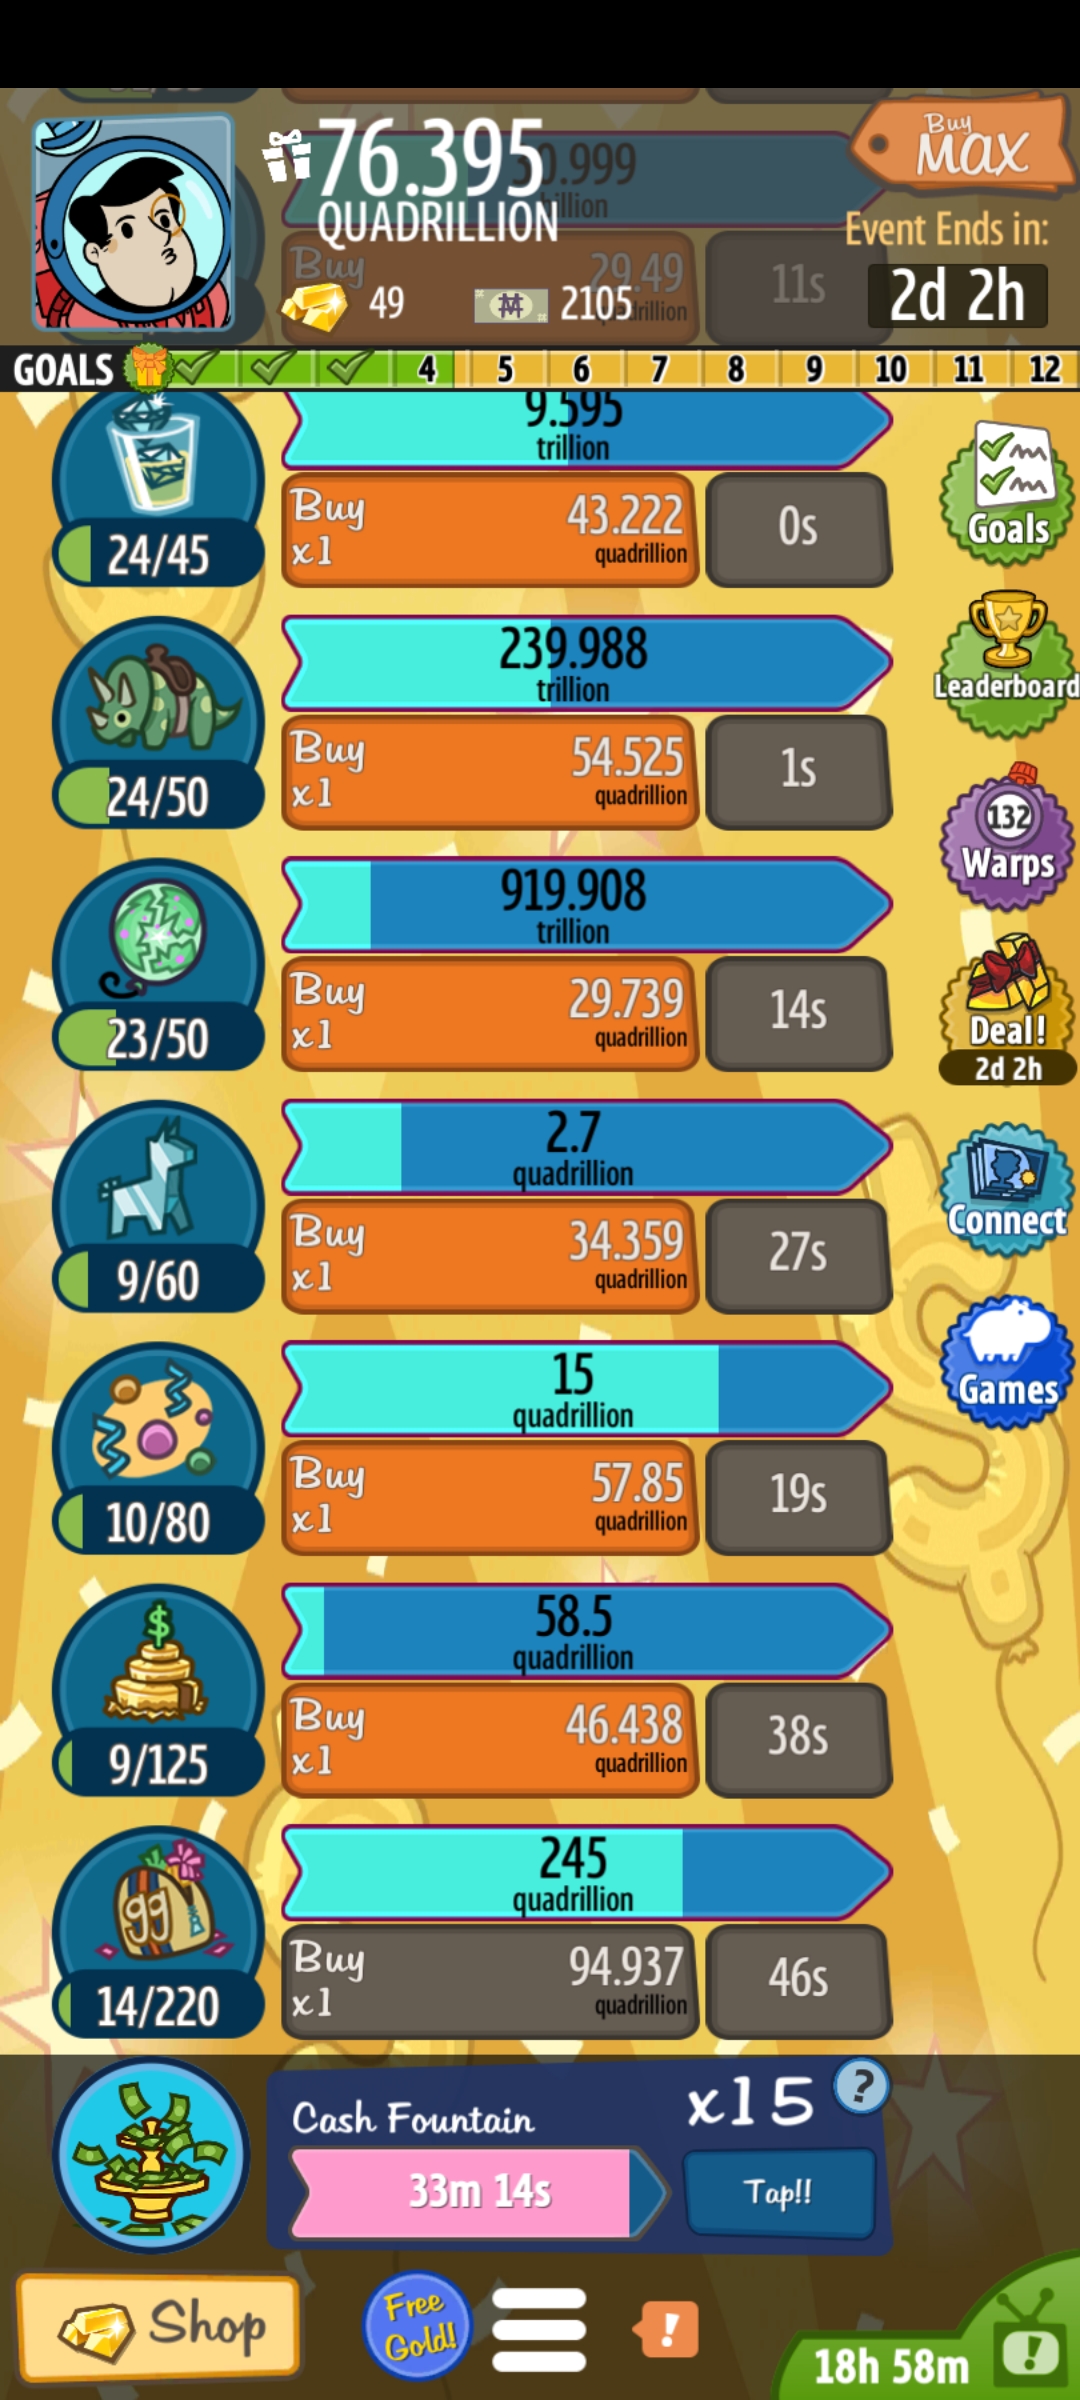 76.395
QUADRILLION
49
2105
0.999
illion
Buy
29.49
11s
Buy
MAX
Event Ends in:
2d 2h
GOALS 4 5 6 7 8 9 10 11 12
9.595
trillion
24/45
Buy
x1
43.222
quadrillion
0s
Goals
239.988
trillion
24/50
Buy
x1
54.525
quadrillion
1s
Leaderboard
919.908
trillion
23/50
Buy
x1
29.739
quadrillion
14s
132
Warps
Deal!
2d 2h
2.7
quadrillion
9/60
Buy
x1
34.359
quadrillion
27s
Connect
15
quadrillion
10/80
Buy
x1
57.85
quadrillion
19s
Games
58.5
quadrillion
$
9/125
Buy
x1
46.438
quadrillion
38s
245
quadrillion
99
14/220
Buy
x1
94.937
quadrillion
46s
Cash Fountain
x15
?
33m 14s
Tap!!
Shop
Free
Gold!
!
18h 58m
!